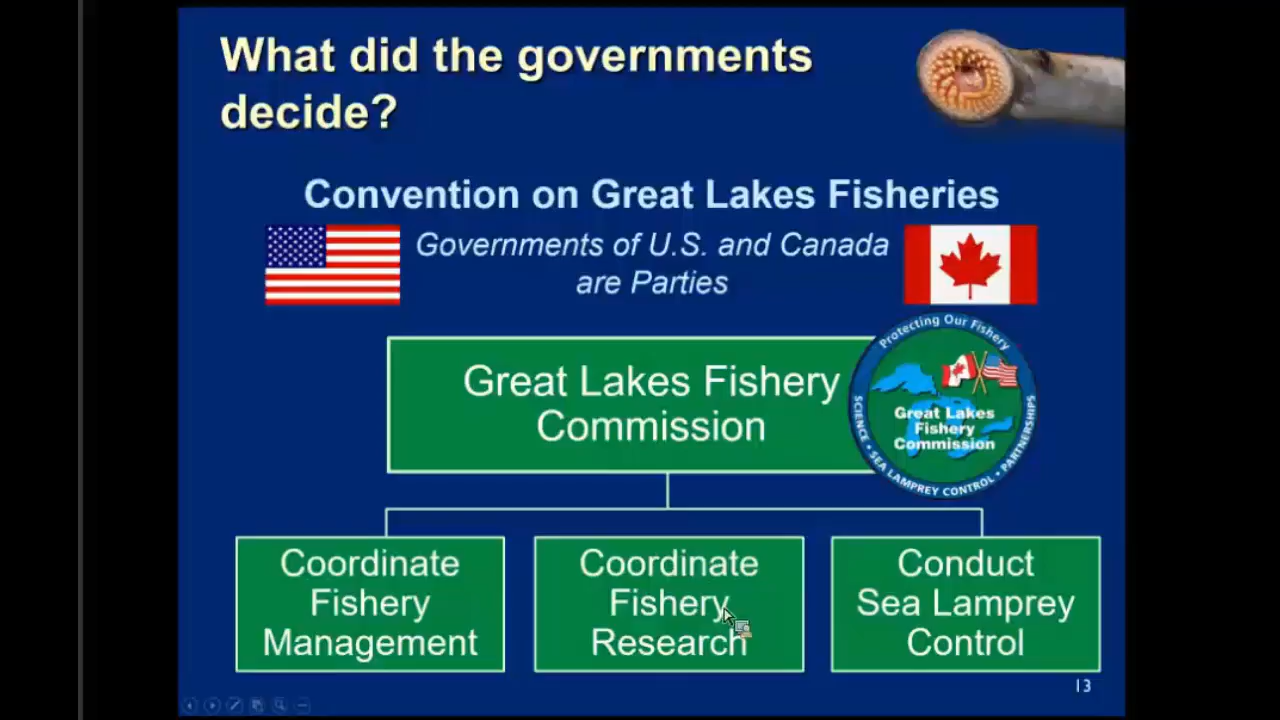 What did the governments
decide?
Convention on Great Lakes Fisheries
Governments of U.S. and Canada
are Parties
Great Lakes Fishery
Commission
Protecting Our Fishery
Great Lakes
Fishery
Commission
SCIENCE • SEA LAMPREY CONTROL • PARTNERSHIPS
Coordinate
Fishery
Management
Coordinate
Fishery
Research
Conduct
Sea Lamprey
Control
13